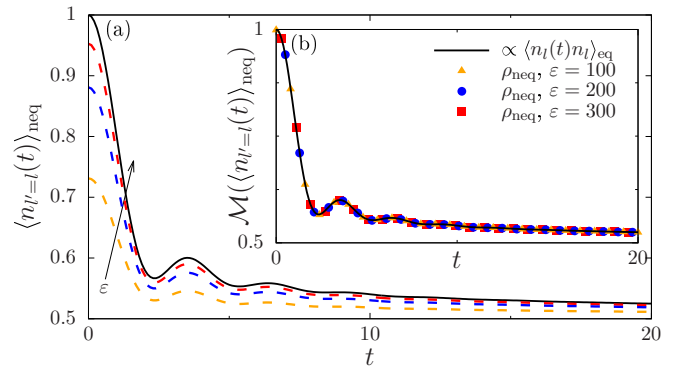 (a)
⟨n_{l'=l}(t)⟩_neq
1
0.9
0.8
0.7
0.6
0.5
0
10
20
t
ε
(b)
M(⟨n_{l'=l}(t)⟩_neq)
1
0.5
0
20
t
∝ ⟨n_l(t)n_l⟩_eq
ρ_neq, ε = 100
ρ_neq, ε = 200
ρ_neq, ε = 300